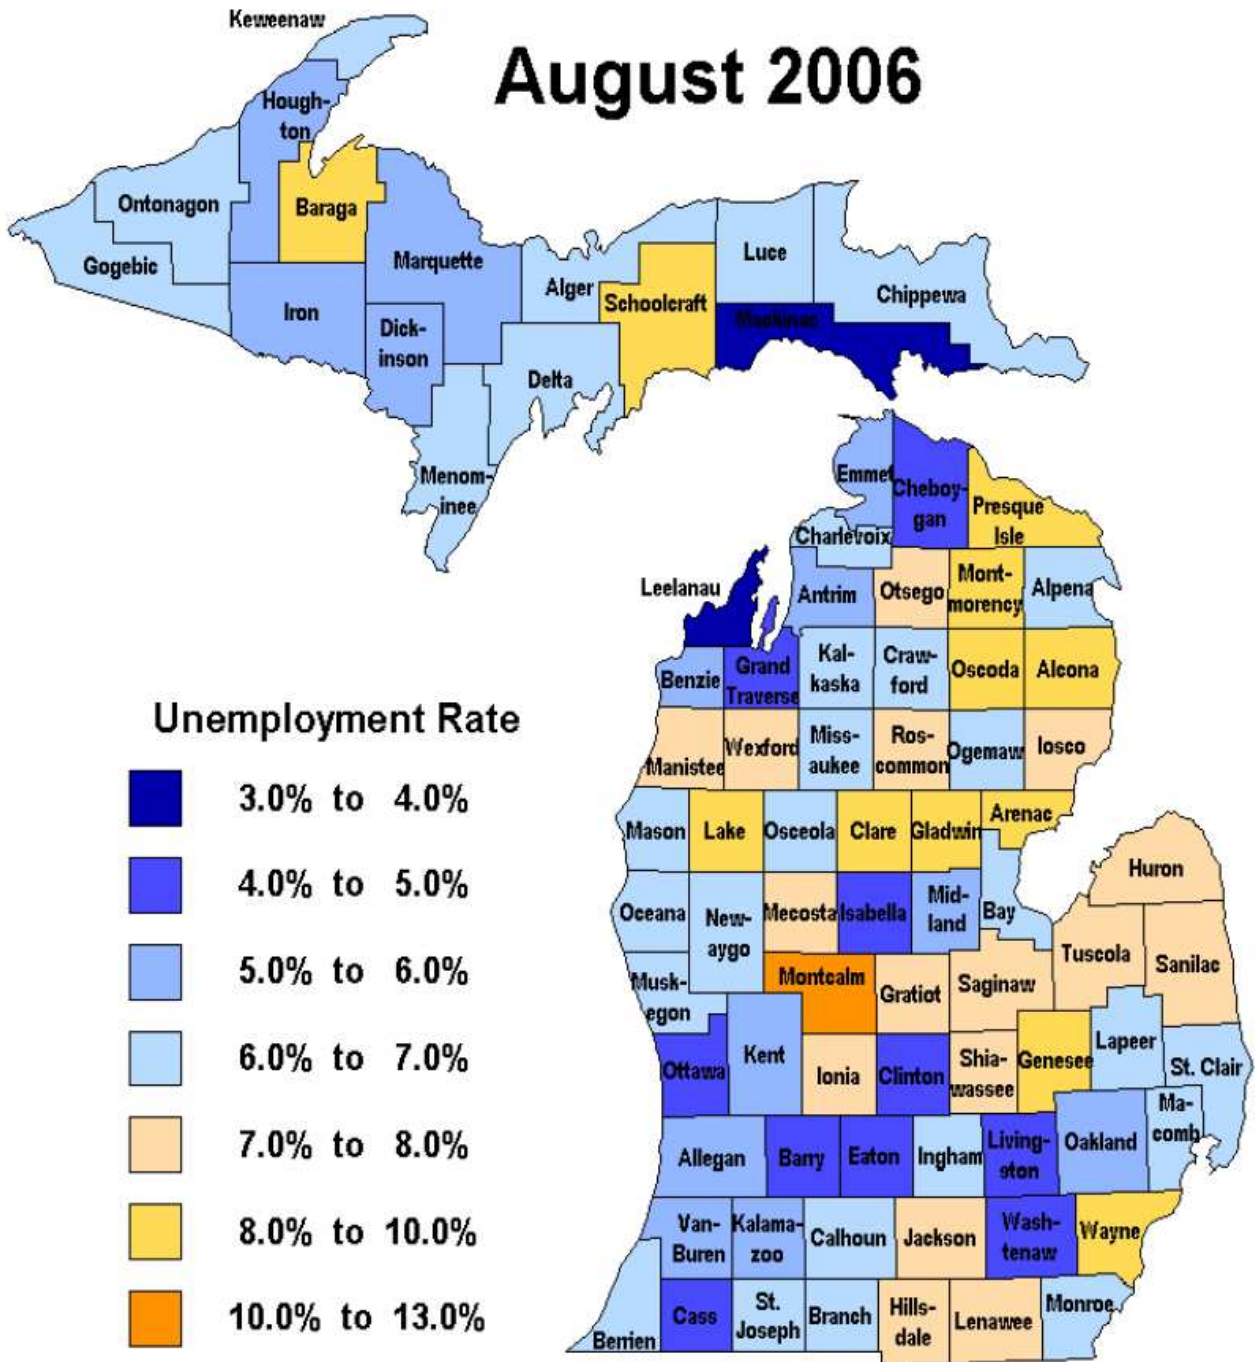 Keweenaw
August 2006
Hough-
ton
Ontonagon
Baraga
Gogebic
Marquette
Iron
Dick-
inson
Alger
Schoolcraft
Luce
Chippewa
Mackinac
Delta
Menom-
inee
Emmet
Cheboy-
gan
Presque
Isle
Charlevoix
Leelanau
Antrim
Otsego
Mont-
morency
Alpena
Benzie
Grand
Traverse
Kal-
kaska
Craw-
ford
Oscoda
Alcona
Manistee
Wexford
Miss-
aukee
Ros-
common
Ogemaw
Iosco
Mason
Lake
Osceola
Clare
Gladwin
Arenac
Huron
Oceana
New-
aygo
Mecosta
Isabella
Mid-
land
Bay
Tuscola
Sanilac
Musk-
egon
Montcalm
Gratiot
Saginaw
Ottawa
Kent
Ionia
Clinton
Shia-
wassee
Genesee
Lapeer
St. Clair
Allegan
Barry
Eaton
Ingham
Living-
ston
Oakland
Ma-
comb
Van-
Buren
Kalama-
zoo
Calhoun
Jackson
Wash-
tenaw
Wayne
Berrien
Cass
St.
Joseph
Branch
Hills-
dale
Lenawee
Monroe
Unemployment Rate
3.0% to 4.0%
4.0% to 5.0%
5.0% to 6.0%
6.0% to 7.0%
7.0% to 8.0%
8.0% to 10.0%
10.0% to 13.0%